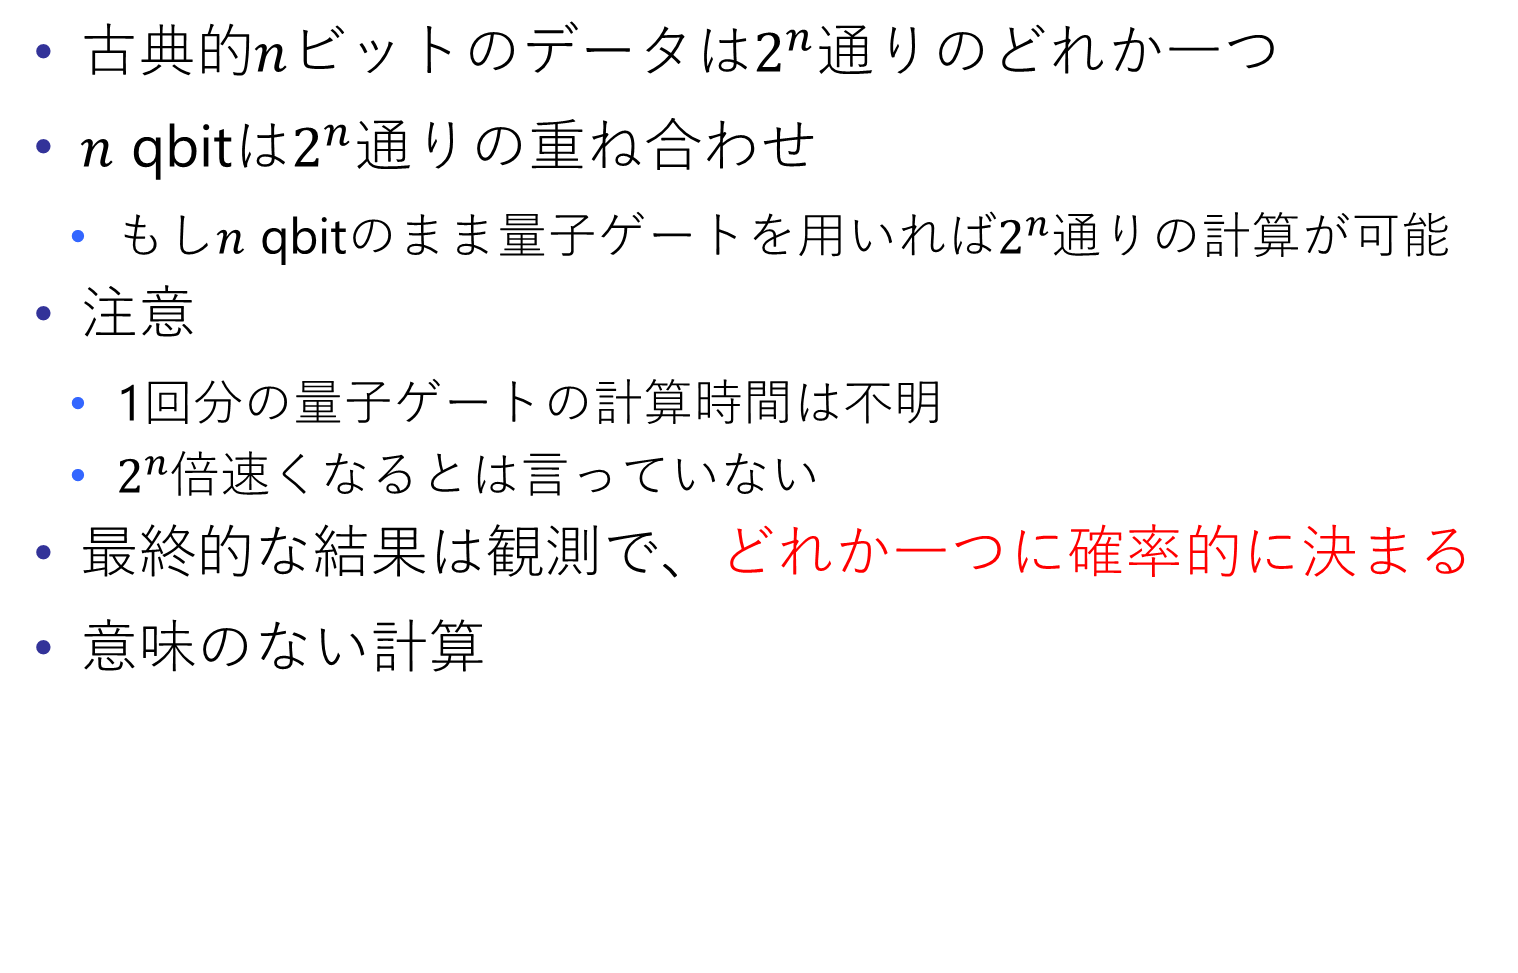 • 古典的nビットのデータは2ⁿ通りのどれか一つ
• n qbitは2ⁿ通りの重ね合わせ
• もしn qbitのまま量子ゲートを用いれば2ⁿ通りの計算が可能
• 注意
• 1回分の量子ゲートの計算時間は不明
• 2ⁿ倍速くなるとは言っていない
• 最終的な結果は観測で、どれか一つに確率的に決まる
• 意味のない計算